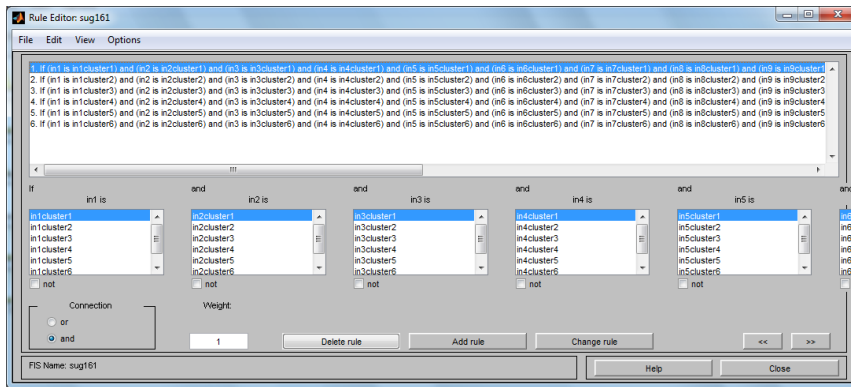 Rule Editor: sug161
File Edit View Options
1. If (in1 is in1cluster1) and (in2 is in2cluster1) and (in3 is in3cluster1) and (in4 is in4cluster1) and (in5 is in5cluster1) and (in6 is in6cluster1) and (in7 is in7cluster1) and (in8 is in8cluster1) and (in9 is in9cluster1
2. If (in1 is in1cluster2) and (in2 is in2cluster2) and (in3 is in3cluster2) and (in4 is in4cluster2) and (in5 is in5cluster2) and (in6 is in6cluster2) and (in7 is in7cluster2) and (in8 is in8cluster2) and (in9 is in9cluster2
3. If (in1 is in1cluster3) and (in2 is in2cluster3) and (in3 is in3cluster3) and (in4 is in4cluster3) and (in5 is in5cluster3) and (in6 is in6cluster3) and (in7 is in7cluster3) and (in8 is in8cluster3) and (in9 is in9cluster3
4. If (in1 is in1cluster4) and (in2 is in2cluster4) and (in3 is in3cluster4) and (in4 is in4cluster4) and (in5 is in5cluster4) and (in6 is in6cluster4) and (in7 is in7cluster4) and (in8 is in8cluster4) and (in9 is in9cluster4
5. If (in1 is in1cluster5) and (in2 is in2cluster5) and (in3 is in3cluster5) and (in4 is in4cluster5) and (in5 is in5cluster5) and (in6 is in6cluster5) and (in7 is in7cluster5) and (in8 is in8cluster5) and (in9 is in9cluster5
6. If (in1 is in1cluster6) and (in2 is in2cluster6) and (in3 is in3cluster6) and (in4 is in4cluster6) and (in5 is in5cluster6) and (in6 is in6cluster6) and (in7 is in7cluster6) and (in8 is in8cluster6) and (in9 is in9cluster6
If and and and and
in1 is in2 is in3 is in4 is in5 is
in1cluster1 in2cluster1 in3cluster1 in4cluster1 in5cluster1
in1cluster2 in2cluster2 in3cluster2 in4cluster2 in5cluster2
in1cluster3 in2cluster3 in3cluster3 in4cluster3 in5cluster3
in1cluster4 in2cluster4 in3cluster4 in4cluster4 in5cluster4
in1cluster5 in2cluster5 in3cluster5 in4cluster5 in5cluster5
in1cluster6 in2cluster6 in3cluster6 in4cluster6 in5cluster6
not not not not not
Connection Weight:
or
and 1 Delete rule Add rule Change rule << >>
FIS Name: sug161 Help Close